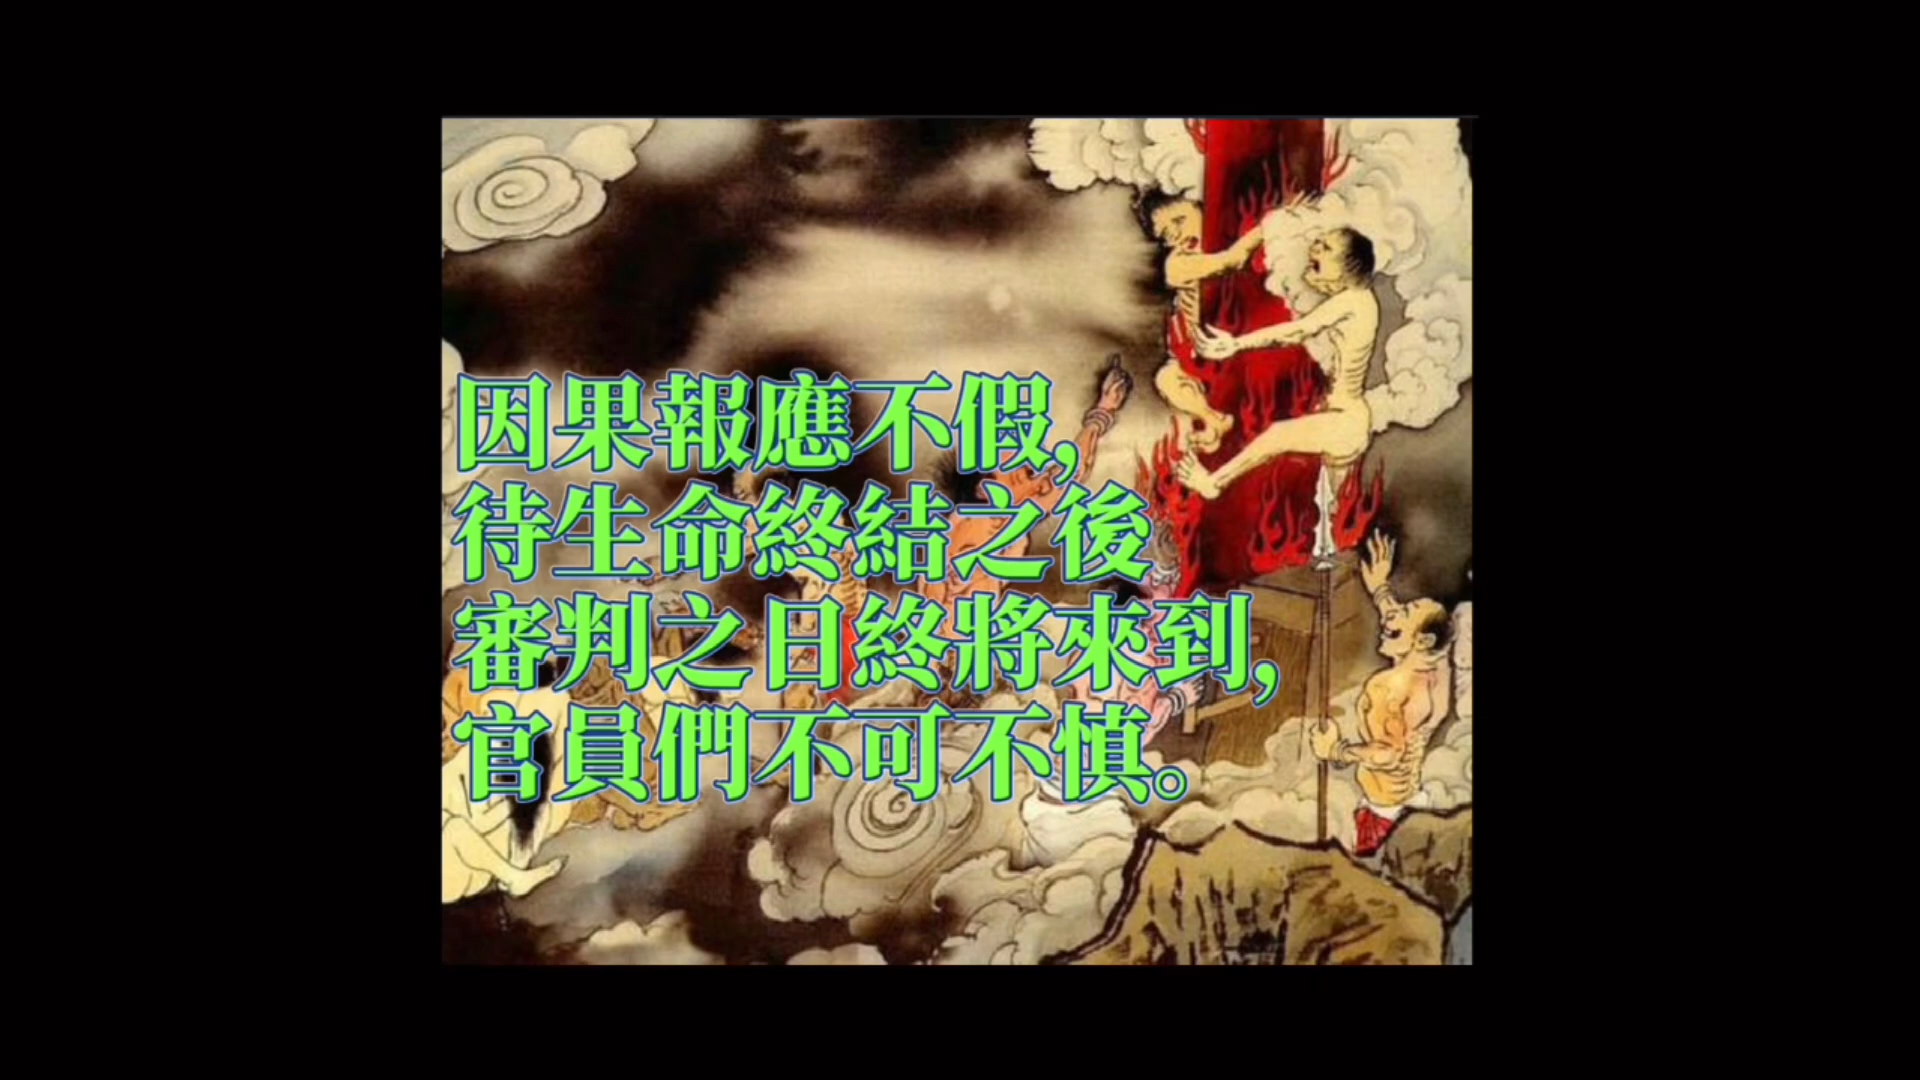 因果報應不假,
待生命終結之後
審判之日終將來到,
官員們不可不慎。